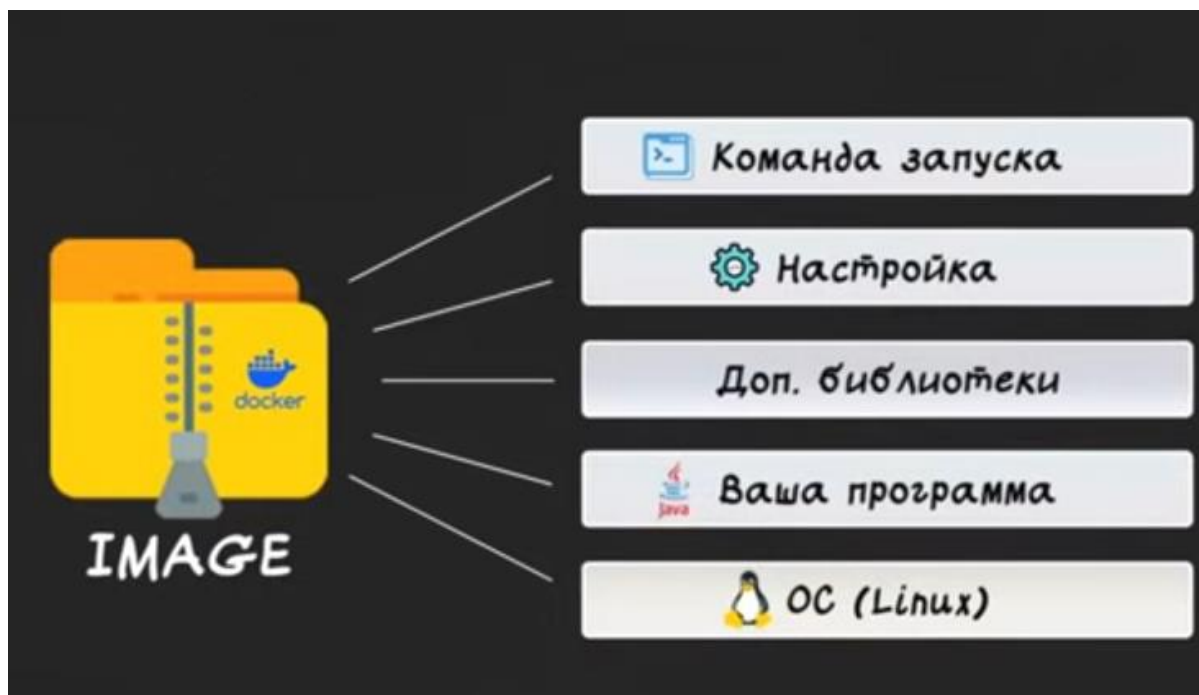 Команда запуска
Настройка
Доп. библиотеки
docker
Java
Ваша программа
IMAGE
ОС (Linux)